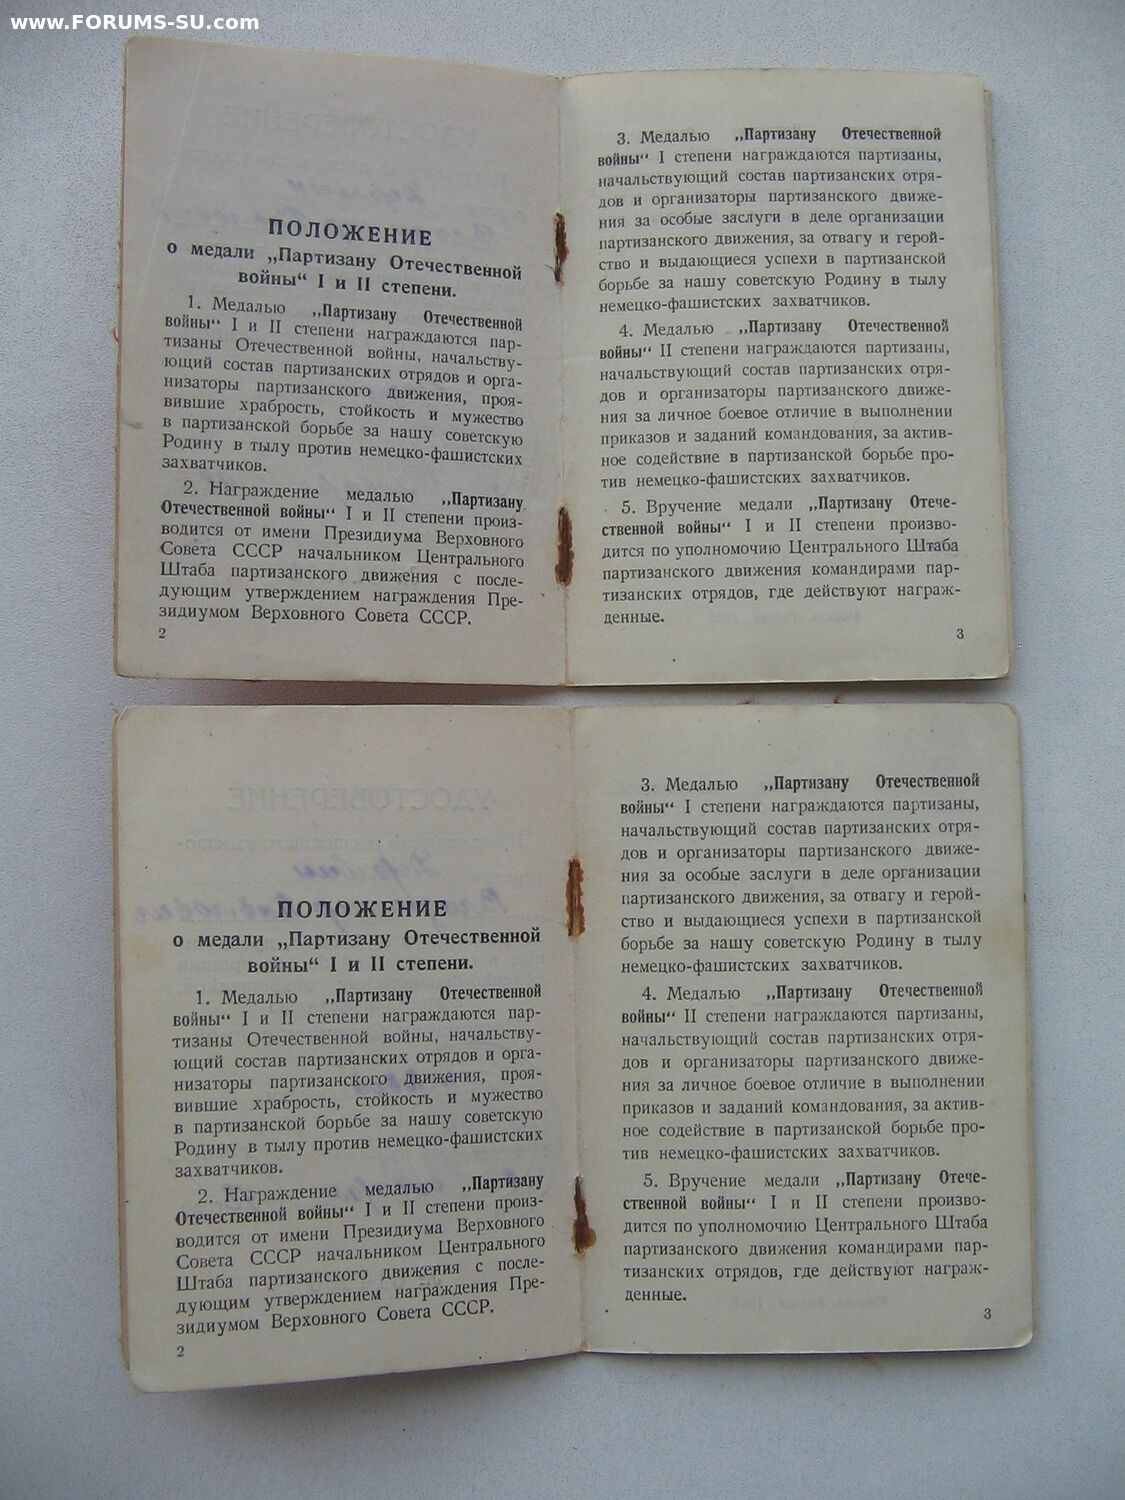 www.FORUMS-SU.com
ПОЛОЖЕНИЕ
о медали „Партизану Отечественной
войны“ I и II степени.
1. Медалью „Партизану Отечественной
войны“ I и II степени награждаются пар-
тизаны Отечественной войны, начальству-
ющий состав партизанских отрядов и орга-
низаторы партизанского движения, проя-
вившие храбрость, стойкость и мужество
в партизанской борьбе за нашу советскую
Родину в тылу против немецко-фашистских
захватчиков.
2. Награждение медалью „Партизану
Отечественной войны“ I и II степени произ-
водится от имени Президиума Верховного
Совета СССР начальником Центрального
Штаба партизанского движения с после-
дующим утверждением награждения Пре-
зидиумом Верховного Совета СССР.
2
3. Медалью „Партизану Отечественной
войны“ I степени награждаются партизаны,
начальствующий состав партизанских отря-
дов и организаторы партизанского движе-
ния за особые заслуги в деле организации
партизанского движения, за отвагу и герой-
ство и выдающиеся успехи в партизанской
борьбе за нашу советскую Родину в тылу
немецко-фашистских захватчиков.
4. Медалью „Партизану Отечественной
войны“ II степени награждаются партизаны,
начальствующий состав партизанских отря-
дов и организаторы партизанского движе-
ния за личное боевое отличие в выполнении
приказов и заданий командования, за актив-
ное содействие в партизанской борьбе про-
тив немецко-фашистских захватчиков.
5. Вручение медали „Партизану Отече-
ственной войны“ I и II степени производ-
дится по уполномочию Центрального Штаба
партизанского движения командирами пар-
тизанских отрядов, где действуют награж-
денные.
3
ПОЛОЖЕНИЕ
о медали „Партизану Отечественной
войны“ I и II степени.
1. Медалью „Партизану Отечественной
войны“ I и II степени награждаются пар-
тизаны Отечественной войны, начальству-
ющий состав партизанских отрядов и орга-
низаторы партизанского движения, проя-
вившие храбрость, стойкость и мужество
в партизанской борьбе за нашу советскую
Родину в тылу против немецко-фашистских
захватчиков.
2. Награждение медалью „Партизану
Отечественной войны“ I и II степени произ-
водится от имени Президиума Верховного
Совета СССР начальником Центрального
Штаба партизанского движения с после-
дующим утверждением награждения Пре-
зидиумом Верховного Совета СССР.
2
3. Медалью „Партизану Отечественной
войны“ I степени награждаются партизаны,
начальствующий состав партизанских отря-
дов и организаторы партизанского движе-
ния за особые заслуги в деле организации
партизанского движения, за отвагу и герой-
ство и выдающиеся успехи в партизанской
борьбе за нашу советскую Родину в тылу
немецко-фашистских захватчиков.
4. Медалью „Партизану Отечественной
войны“ II степени награждаются партизаны,
начальствующий состав партизанских отря-
дов и организаторы партизанского движе-
ния за личное боевое отличие в выполнении
приказов и заданий командования, за актив-
ное содействие в партизанской борьбе про-
тив немецко-фашистских захватчиков.
5. Вручение медали „Партизану Отече-
ственной войны“ I и II степени произво-
дится по уполномочию Центрального Штаба
партизанского движения командирами пар-
тизанских отрядов, где действуют награж-
денные.
3